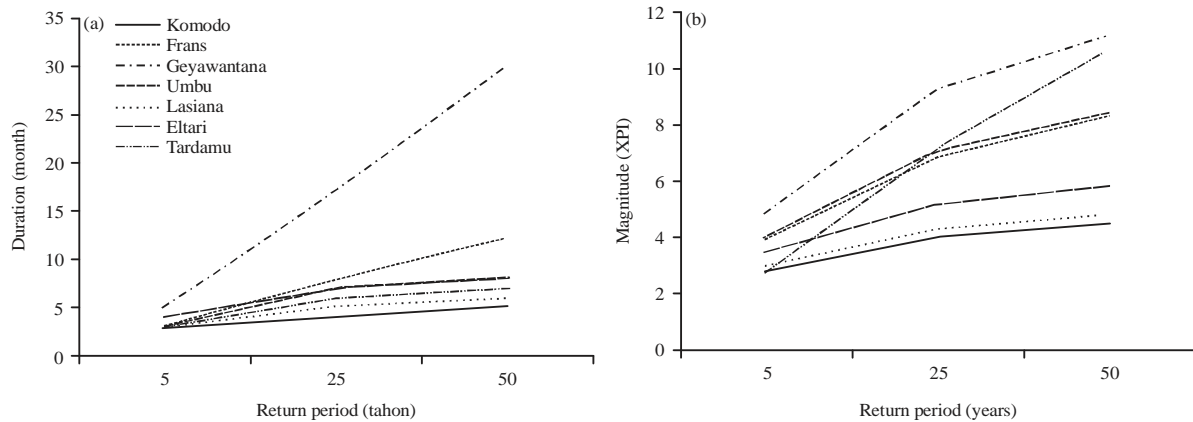 (a)
Komodo
Frans
Geyawantana
Umbu
Lasiana
Eltari
Tardamu
35
30
25
20
15
10
5
0
Duration (month)
5 25 50
Return period (tahon)
(b)
12
10
8
6
4
2
0
Magnitude (XPI)
5 25 50
Return period (years)